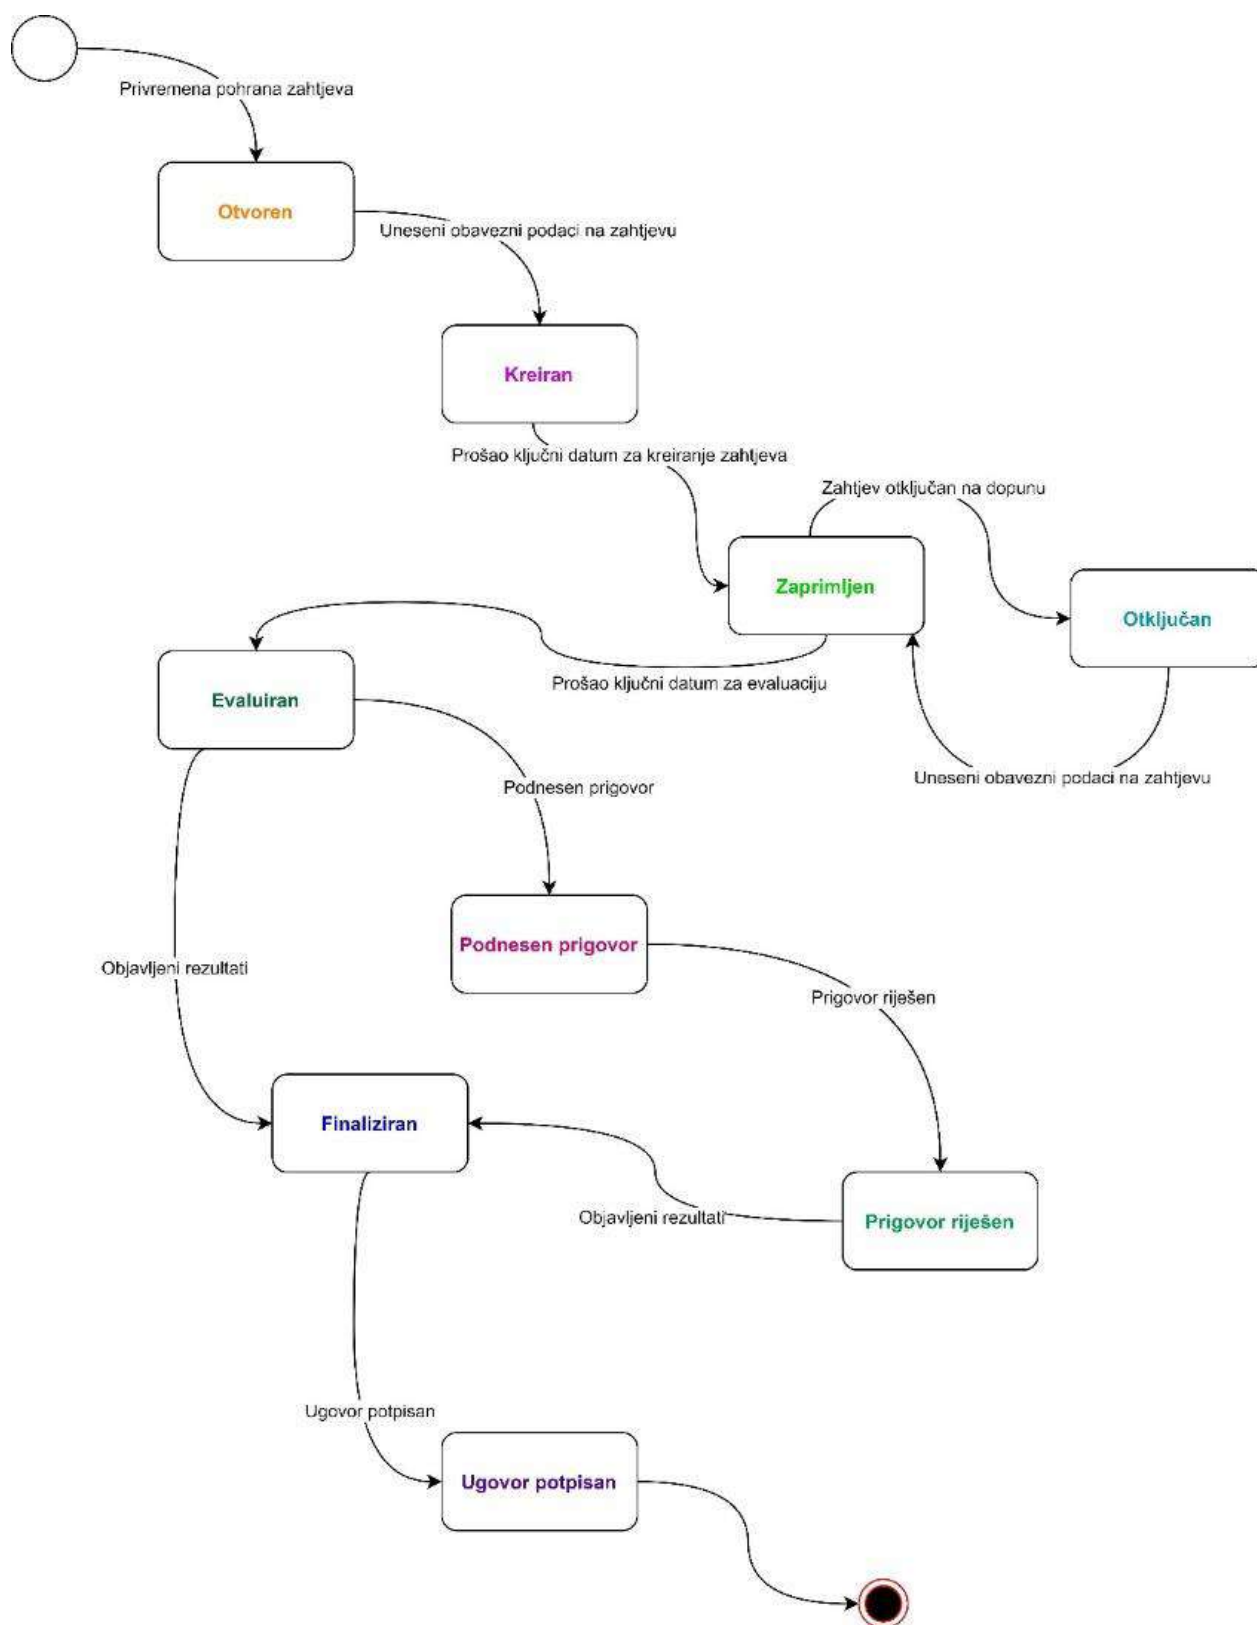 Privremena pohrana zahtjeva
Otvoren
Uneseni obavezni podaci na zahtjevu
Kreiran
Prošao ključni datum za kreiranje zahtjeva
Zahtjev otključan na dopunu
Zaprimljen
Otključan
Prošao ključni datum za evaluaciju
Evaluiran
Uneseni obavezni podaci na zahtjevu
Podnesen prigovor
Podnesen prigovor
Objavljeni rezultati
Prigovor riješen
Finaliziran
Objavljeni rezultati
Prigovor riješen
Ugovor potpisan
Ugovor potpisan